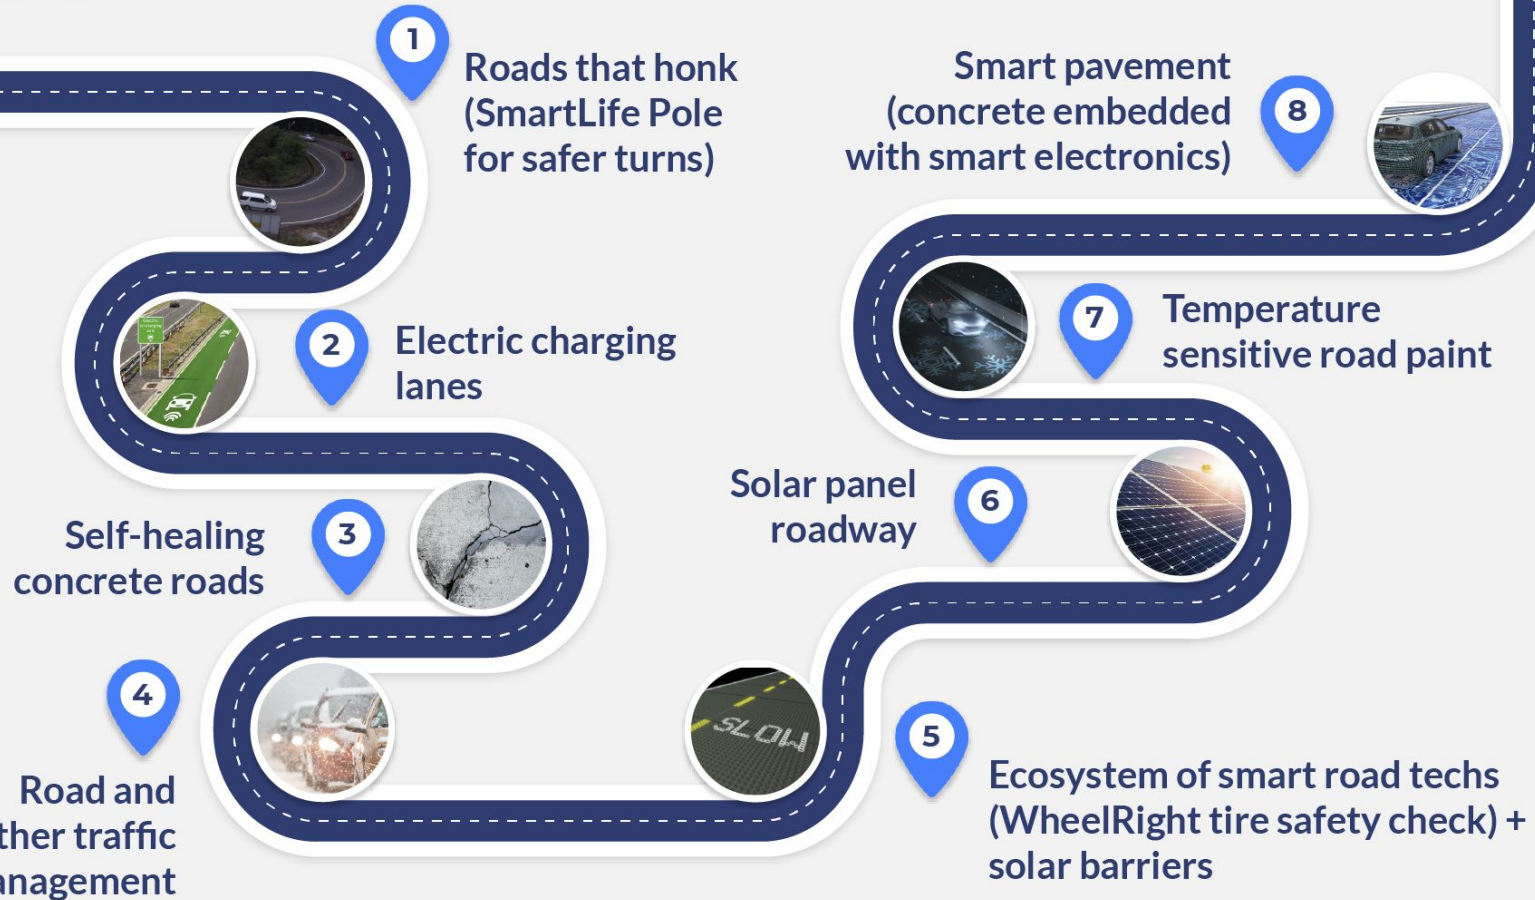 1
Roads that honk
(SmartLife Pole
for safer turns)
2
Electric charging
lanes
3
Self-healing
concrete roads
4
Road and
ther traffic
anagement
5
Ecosystem of smart road techs
(WheelRight tire safety check) +
solar barriers
SLOW
6
Solar panel
roadway
7
Temperature
sensitive road paint
8
Smart pavement
(concrete embedded
with smart electronics)